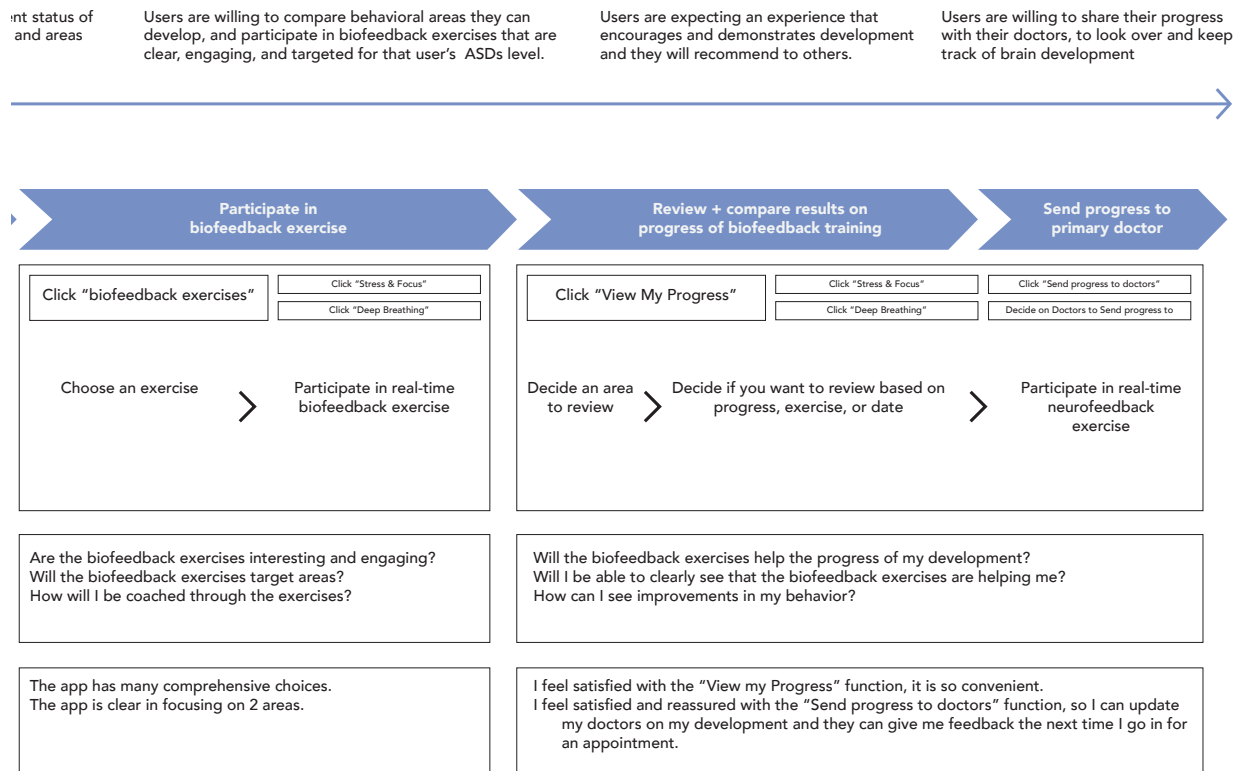 ent status of
and areas
Users are willing to compare behavioral areas they can
develop, and participate in biofeedback exercises that are
clear, engaging, and targeted for that user's ASDs level.
Users are expecting an experience that
encourages and demonstrates development
and they will recommend to others.
Users are willing to share their progress
with their doctors, to look over and keep
track of brain development
Participate in
biofeedback exercise
Review + compare results on
progress of biofeedback training
Send progress to
primary doctor
Click "biofeedback exercises"
Click "Stress & Focus"
Click "Deep Breathing"
Choose an exercise
Participate in real-time
biofeedback exercise
Click "View My Progress"
Click "Stress & Focus"
Click "Deep Breathing"
Click "Send progress to doctors"
Decide on Doctors to Send progress to
Decide an area
to review
Decide if you want to review based on
progress, exercise, or date
Participate in real-time
neurofeedback
exercise
Are the biofeedback exercises interesting and engaging?
Will the biofeedback exercises target areas?
How will I be coached through the exercises?
Will the biofeedback exercises help the progress of my development?
Will I be able to clearly see that the biofeedback exercises are helping me?
How can I see improvements in my behavior?
The app has many comprehensive choices.
The app is clear in focusing on 2 areas.
I feel satisfied with the "View my Progress" function, it is so convenient.
I feel satisfied and reassured with the "Send progress to doctors" function, so I can update
my doctors on my development and they can give me feedback the next time I go in for
an appointment.